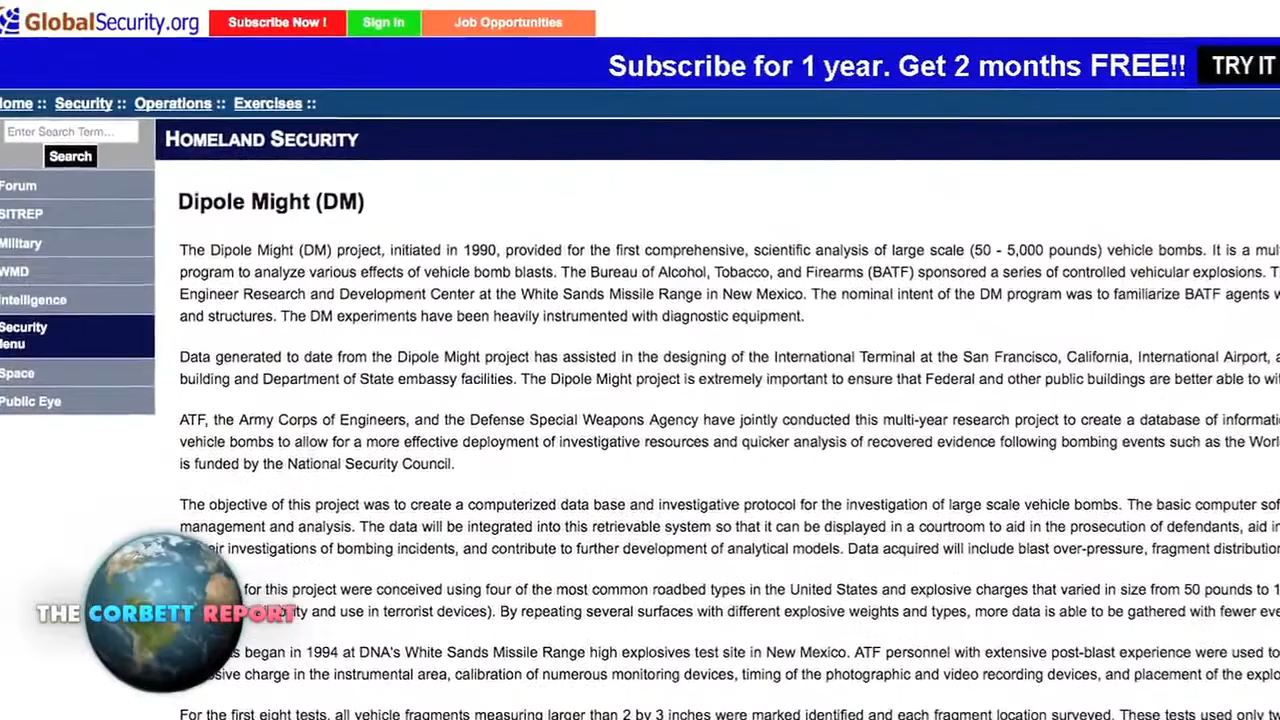 GlobalSecurity.org Subscribe Now ! Sign in Job Opportunities
Subscribe for 1 year. Get 2 months FREE!! TRY IT
ome :: Security :: Operations :: Exercises ::
Enter Search Term...
Search
HOMELAND SECURITY
Forum
SITREP
Military
WMD
Intelligence
Security
enu
Space
Public Eye
Dipole Might (DM)
The Dipole Might (DM) project, initiated in 1990, provided for the first comprehensive, scientific analysis of large scale (50 - 5,000 pounds) vehicle bombs. It is a mul
program to analyze various effects of vehicle bomb blasts. The Bureau of Alcohol, Tobacco, and Firearms (BATF) sponsored a series of controlled vehicular explosions. T
Engineer Research and Development Center at the White Sands Missile Range in New Mexico. The nominal intent of the DM program was to familiarize BATF agents w
and structures. The DM experiments have been heavily instrumented with diagnostic equipment.
Data generated to date from the Dipole Might project has assisted in the designing of the International Terminal at the San Francisco, California, International Airport, a
building and Department of State embassy facilities. The Dipole Might project is extremely important to ensure that Federal and other public buildings are better able to wi
ATF, the Army Corps of Engineers, and the Defense Special Weapons Agency have jointly conducted this multi-year research project to create a database of informati
vehicle bombs to allow for a more effective deployment of investigative resources and quicker analysis of recovered evidence following bombing events such as the Worl
is funded by the National Security Council.
The objective of this project was to create a computerized data base and investigative protocol for the investigation of large scale vehicle bombs. The basic computer sof
management and analysis. The data will be integrated into this retrievable system so that it can be displayed in a courtroom to aid in the prosecution of defendants, aid in
eir investigations of bombing incidents, and contribute to further development of analytical models. Data acquired will include blast over-pressure, fragment distribution
for this project were conceived using four of the most common roadbed types in the United States and explosive charges that varied in size from 50 pounds to 1
ity and use in terrorist devices). By repeating several surfaces with different explosive weights and types, more data is able to be gathered with fewer eve
s began in 1994 at DNA's White Sands Missile Range high explosives test site in New Mexico. ATF personnel with extensive post-blast experience were used to
sive charge in the instrumental area, calibration of numerous monitoring devices, timing of the photographic and video recording devices, and placement of the explo
For the first eight tests, all vehicle fragments measuring larger than 2 by 3 inches were marked identified and each fragment location surveyed. These tests used only tw
THE CORBETT REPORT